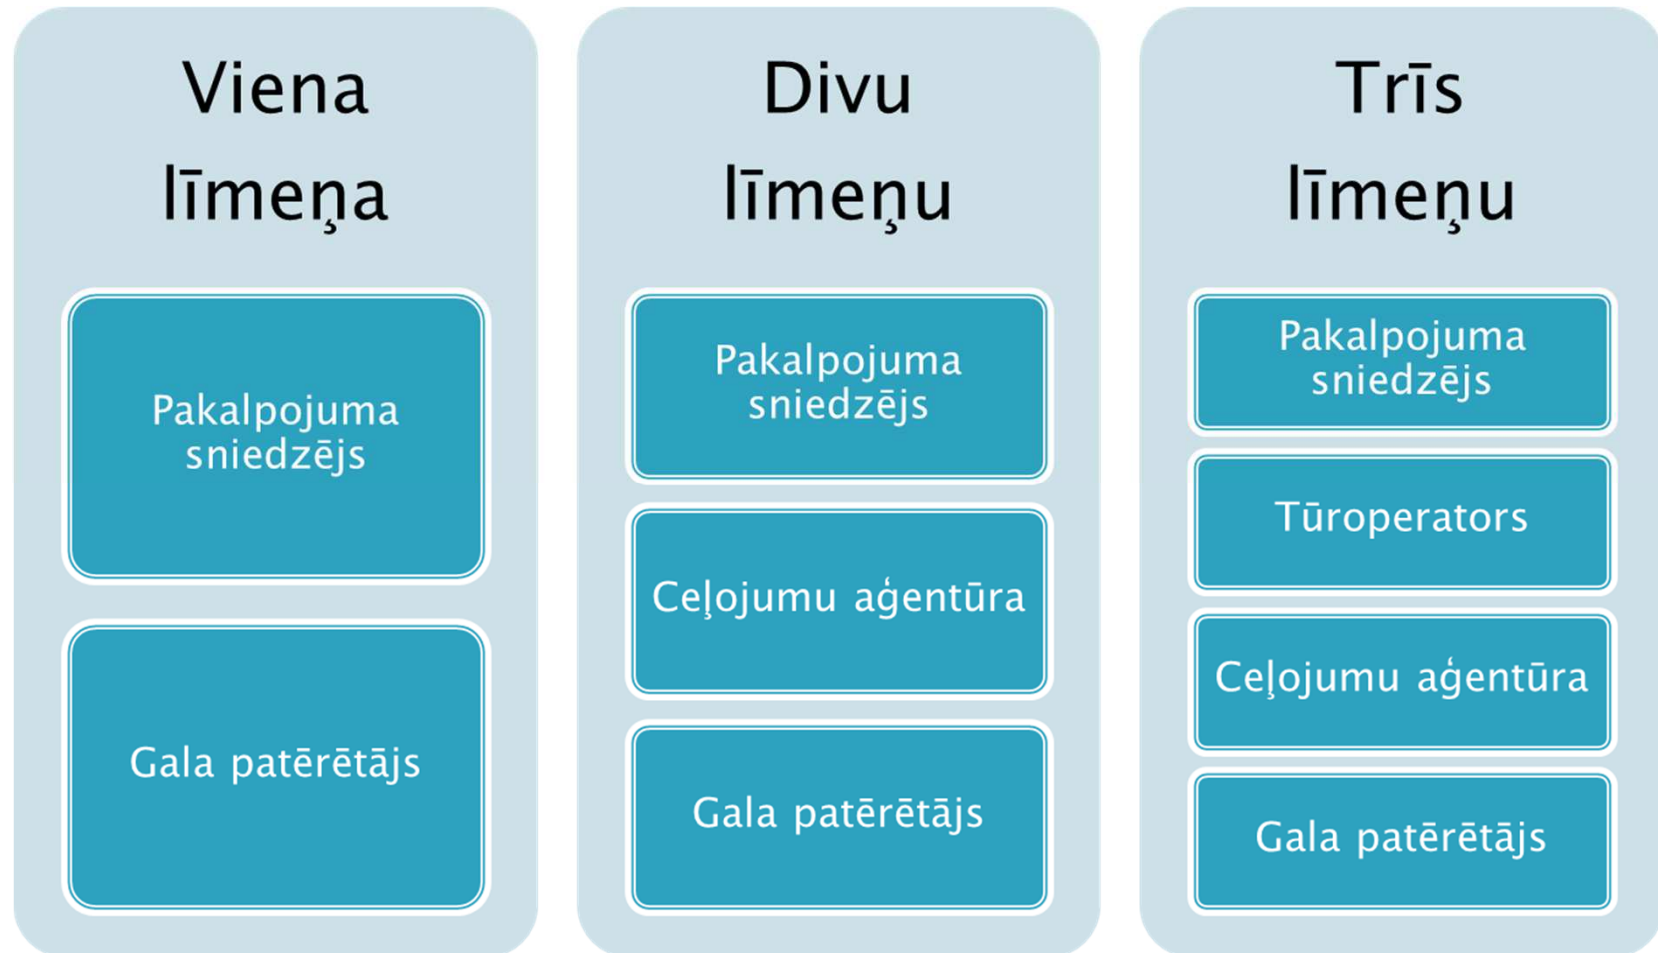 Viena
līmeņa
Pakalpojuma
sniedzējs
Gala patērētājs
Divu
līmeņu
Pakalpojuma
sniedzējs
Ceļojumu aģentūra
Gala patērētājs
Trīs
līmeņu
Pakalpojuma
sniedzējs
Tūroperators
Ceļojumu aģentūra
Gala patērētājs